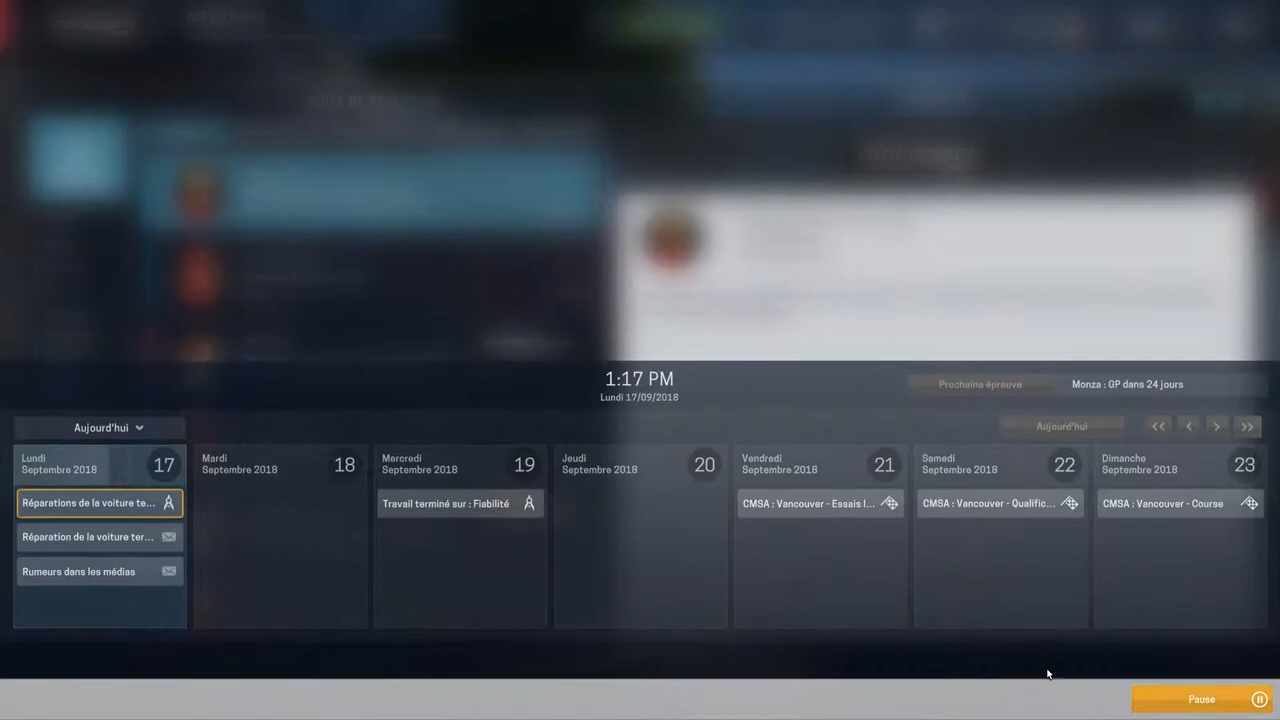 1:17 PM
Lundi 17/09/2018
Prochaine épreuve
Monza : GP dans 24 jours
Aujourd'hui
Aujourd'hui
Lundi
Septembre 2018
17
Mardi
Septembre 2018
18
Mercredi
Septembre 2018
19
Jeudi
Septembre 2018
20
Vendredi
Septembre 2018
21
Samedi
Septembre 2018
22
Dimanche
Septembre 2018
23
Réparations de la voiture te...
Réparation de la voiture ter...
Rumeurs dans les médias
Travail terminé sur : Fiabilité
CMSA : Vancouver - Essais l...
CMSA : Vancouver - Qualific...
CMSA : Vancouver - Course
Pause